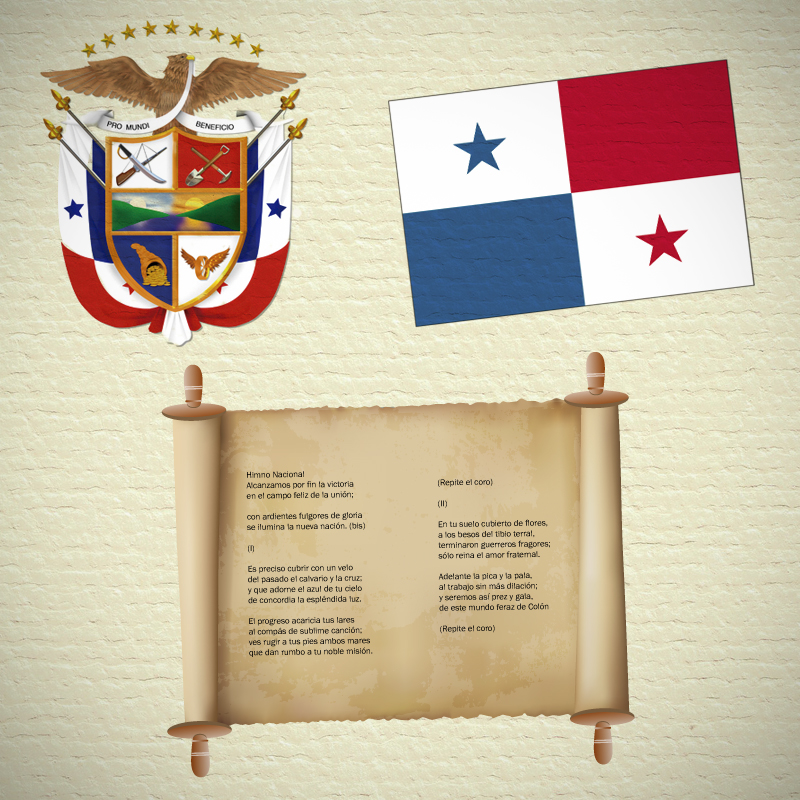 PRO MUNDI BENEFICIO
Himno Nacional
Alcanzamos por fin la victoria
en el campo feliz de la unión;
con ardientes fulgores de gloria
se ilumina la nueva nación. (bis)
(I)
Es preciso cubrir con un velo
del pasado el calvario y la cruz;
y que adorne el azul de tu cielo
de concordia la espléndida luz.
El progreso acaricia tus lares
al compás de sublime canción;
ves rugir a tus pies ambos mares
que dan rumbo a tu noble misión.
(Repite el coro)
(II)
En tu suelo cubierto de flores,
a los besos del tibio terral,
terminaron guerreros fragores;
sólo reina el amor fraternal.
Adelante la pica y la pala,
al trabajo sin más dilación;
y seremos así prez y gala,
de este mundo feraz de Colón
(Repite el coro)